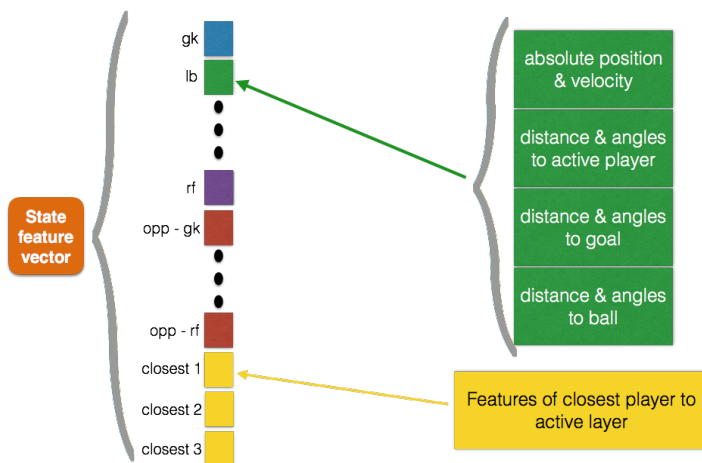 gk
lb
rf
opp - gk
opp - rf
closest 1
closest 2
closest 3
State
feature
vector
absolute position
& velocity
distance & angles
to active player
distance & angles
to goal
distance & angles
to ball
Features of closest player to
active layer